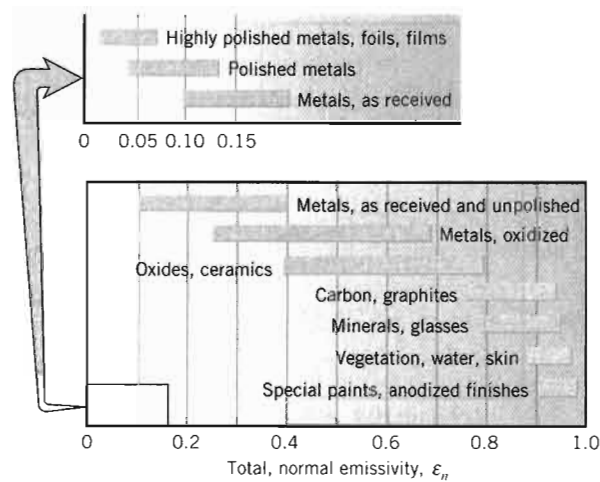 Highly polished metals, foils, films
Polished metals
Metals, as received
0 0.05 0.10 0.15
Metals, as received and unpolished
Metals, oxidized
Oxides, ceramics
Carbon, graphites
Minerals, glasses
Vegetation, water, skin
Special paints, anodized finishes
0 0.2 0.4 0.6 0.8 1.0
Total, normal emissivity, εn